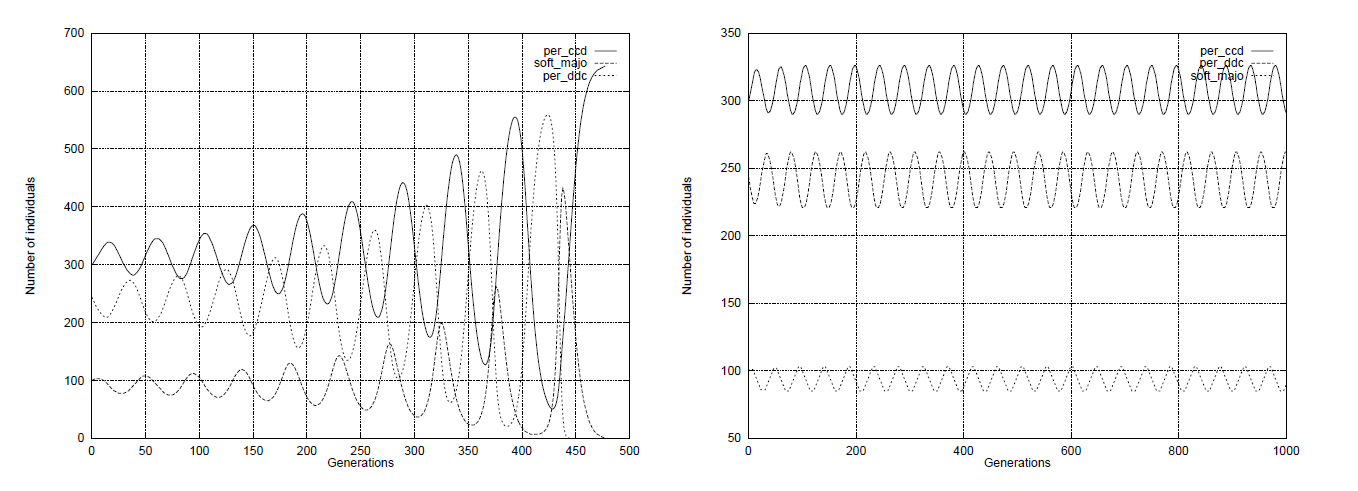 700
600
500
400
300
200
100
0
Number of individuals
per_ccd
soft_majo
per_ddc
0 50 100 150 200 250 300 350 400 450 500
Generations
350
300
250
200
150
100
50
Number of individuals
per_ccd
per_ddc
soft_majo
0 200 400 600 800 1000
Generations